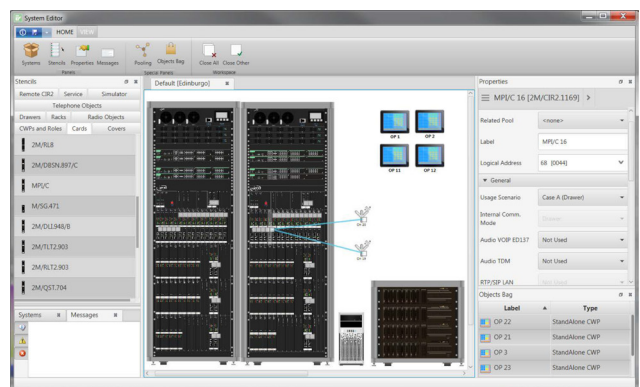 System Editor
HOME VIEW
Systems Stencils Properties Messages Pooling Objects Bag Close All Close Other
Panels Special Panels Workspace
Stencils
Remote CIR2 Service Simulator
Telephone Objects
Drawers Racks Radio Objects
CWPs and Roles Cards Covers
2M/RL8
2M/DBSN.897/C
MPI/C
M/SG.471
2M/DL1948/B
2M/TLT2.903
2M/RLT2.903
2M/QST.704
Systems Messages
Default [Edinburgo]
OP 1 OP 2
OP 11 OP 12
Properties
MPI/C 16 [2M/CIR2.1169] >
Related Pool <none>
Label MPI/C 16
Logical Address 68 [0044]
General
Usage Scenario Case A (Drawer)
Internal Comm. Mode Drawer
Audio VOIP ED137 Not Used
Audio TDM Not Used
RTP/SIP LAN Not Used
Objects Bag
Label Type
OP 22 StandAlone CWP
OP 21 StandAlone CWP
OP 3 StandAlone CWP
OP 23 StandAlone CWP